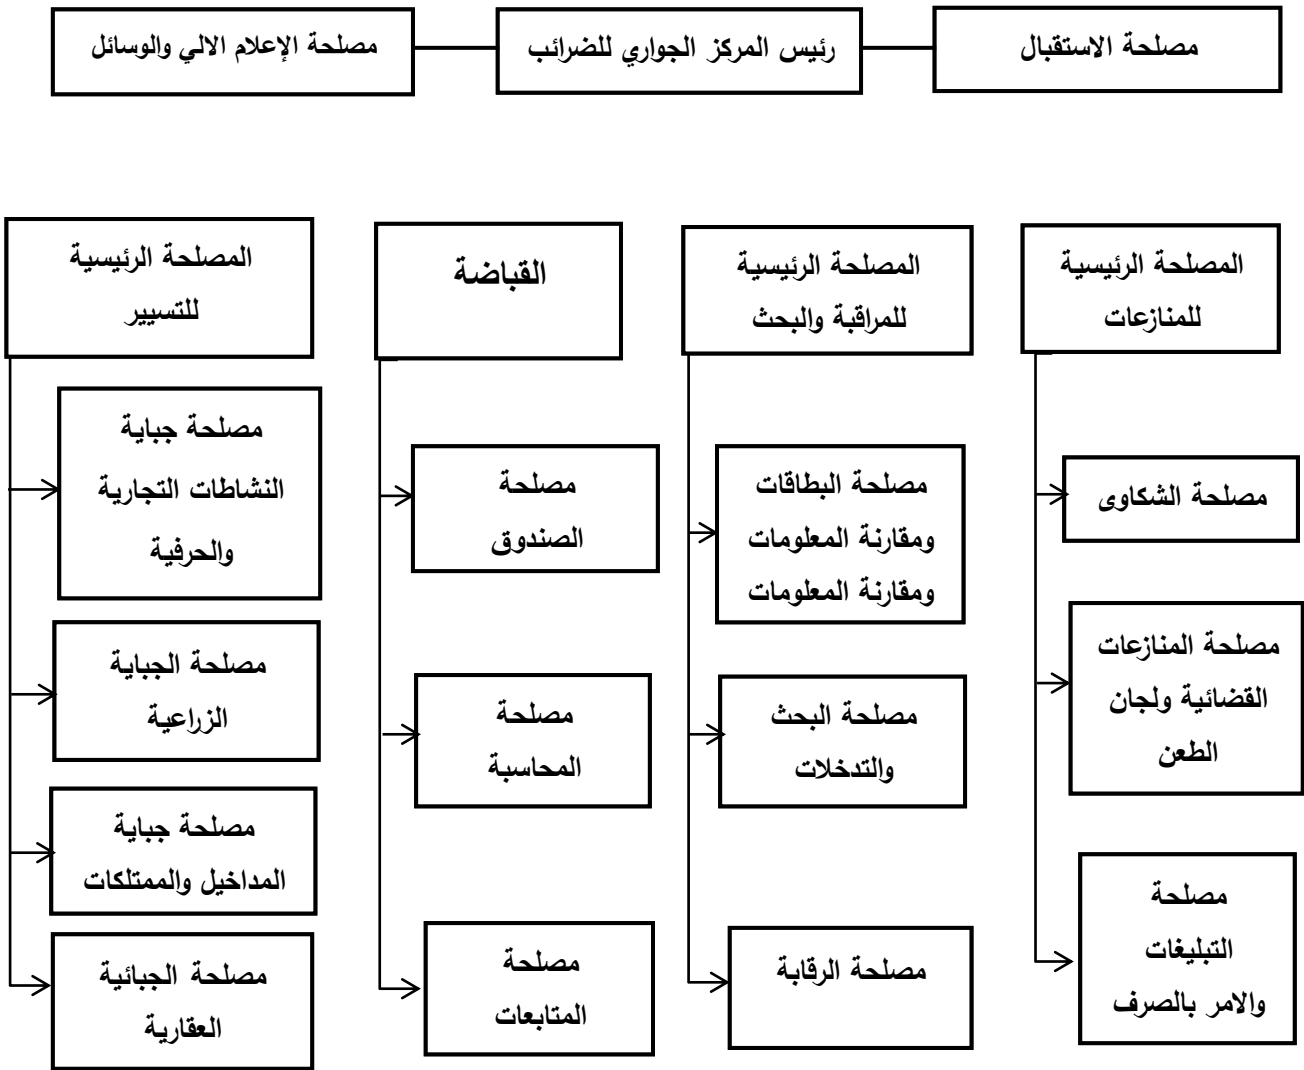 مصلحة الاستقبال
رئيس المركز الجواري للضرائب
مصلحة الإعلام الالي والوسائل
المصلحة الرئيسية
للمنازعات
مصلحة الشكاوى
مصلحة المنازعات
القضائية ولجان
الطعن
مصلحة
التبليغات
والامر بالصرف
المصلحة الرئيسية
للمراقبة والبحث
مصلحة البطاقات
ومقارنة المعلومات
ومقارنة المعلومات
مصلحة البحث
والتدخلات
مصلحة الرقابة
القباضة
مصلحة
الصندوق
مصلحة
المحاسبة
مصلحة
المتابعات
المصلحة الرئيسية
للتسيير
مصلحة جباية
النشاطات التجارية
والحرفية
مصلحة الجباية
الزراعية
مصلحة جباية
المداخيل والممتلكات
مصلحة الجبائية
العقارية